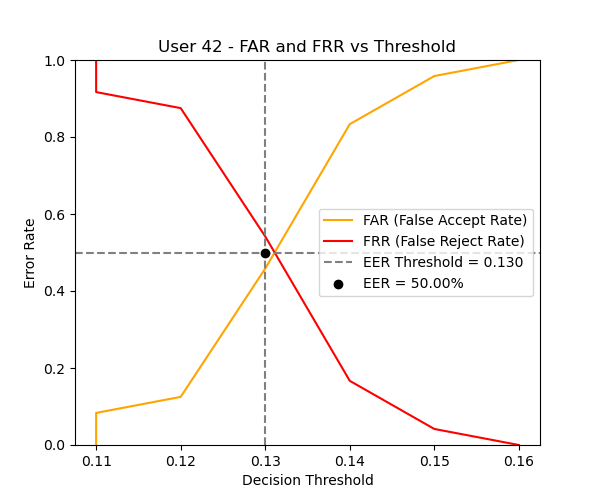 User 42 - FAR and FRR vs Threshold
1.0
0.8
0.6
0.4
0.2
0.0
Error Rate
FAR (False Accept Rate)
FRR (False Reject Rate)
EER Threshold = 0.130
EER = 50.00%
0.11 0.12 0.13 0.14 0.15 0.16
Decision Threshold